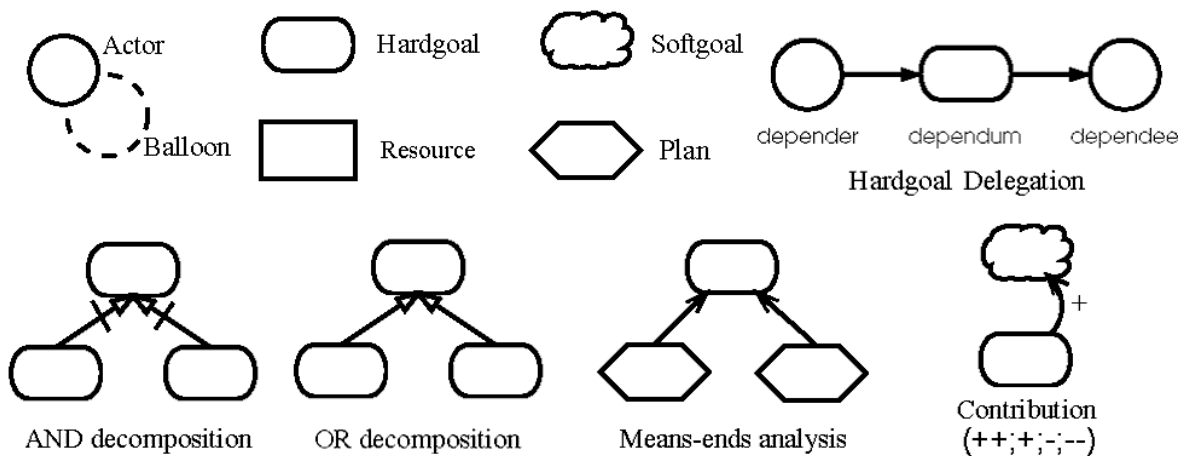 Actor
Balloon
Hardgoal
Softgoal
Resource
Plan
depender
dependum
dependee
Hardgoal Delegation
+
AND decomposition
OR decomposition
Means-ends analysis
Contribution
(++;+;-;--)